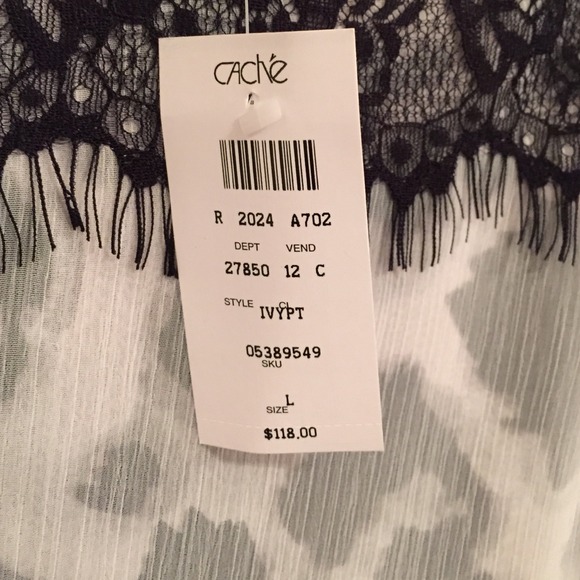 CACHÉ
R 2024 A702
DEPT VEND
27850 12 C
STYLE CL
IVYPT
05389549
SKU
L
SIZE
$118.00